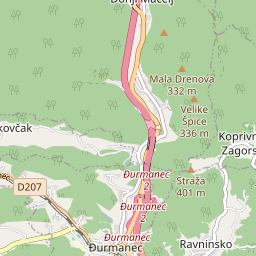 Donji Macelj
Mala Drenova
332 m
Velike
Špice
336 m
kovčak
Kopriv
Zagors
D207
Đurmanec
2
Straža
401 m
Đurmanec
2
Đurmanec
Ravninsko